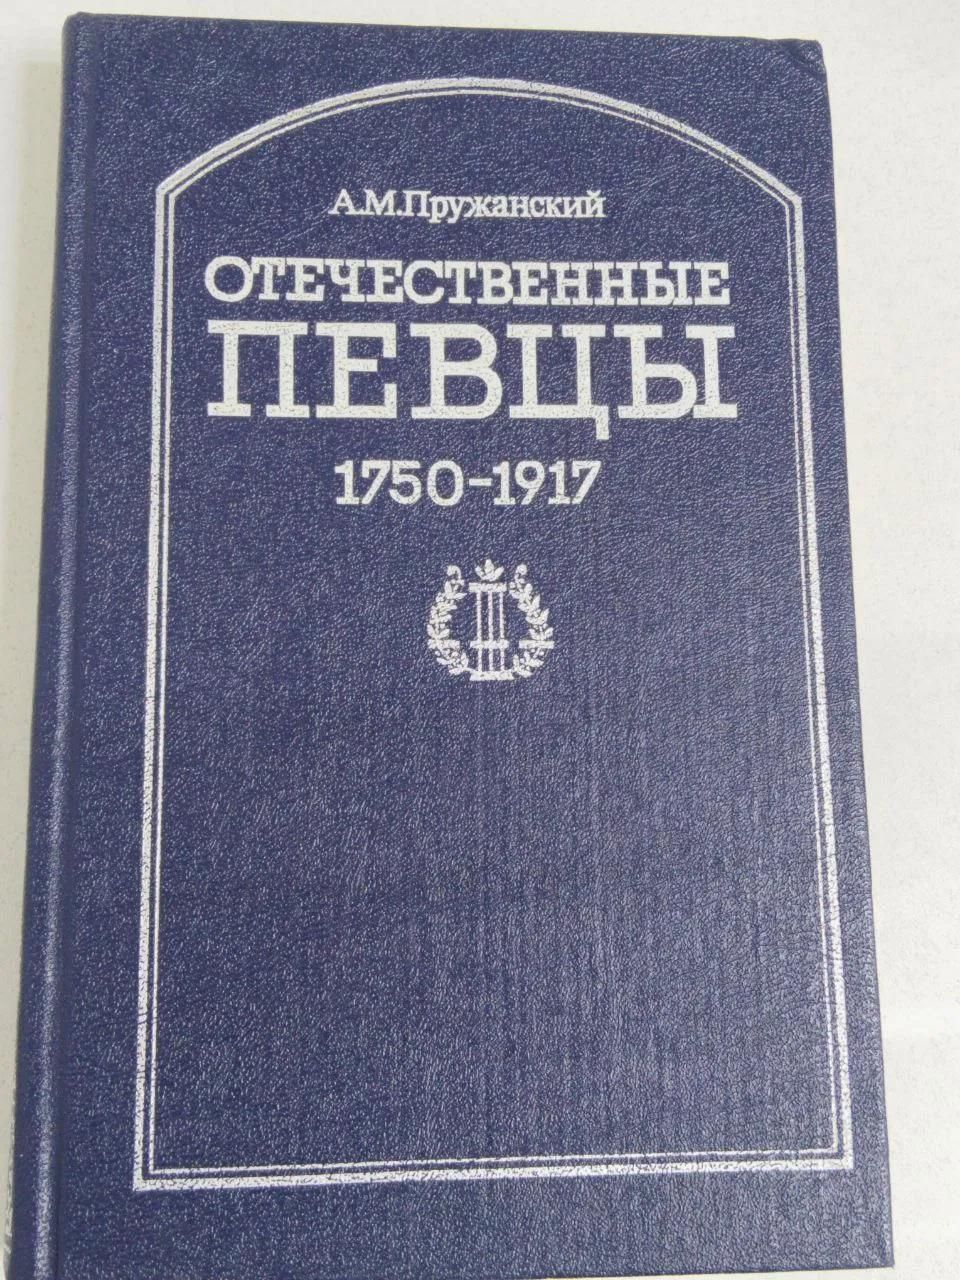 А.М.Пружанский
ОТЕЧЕСТВЕННЫЕ
ПЕВЦЫ
1750-1917